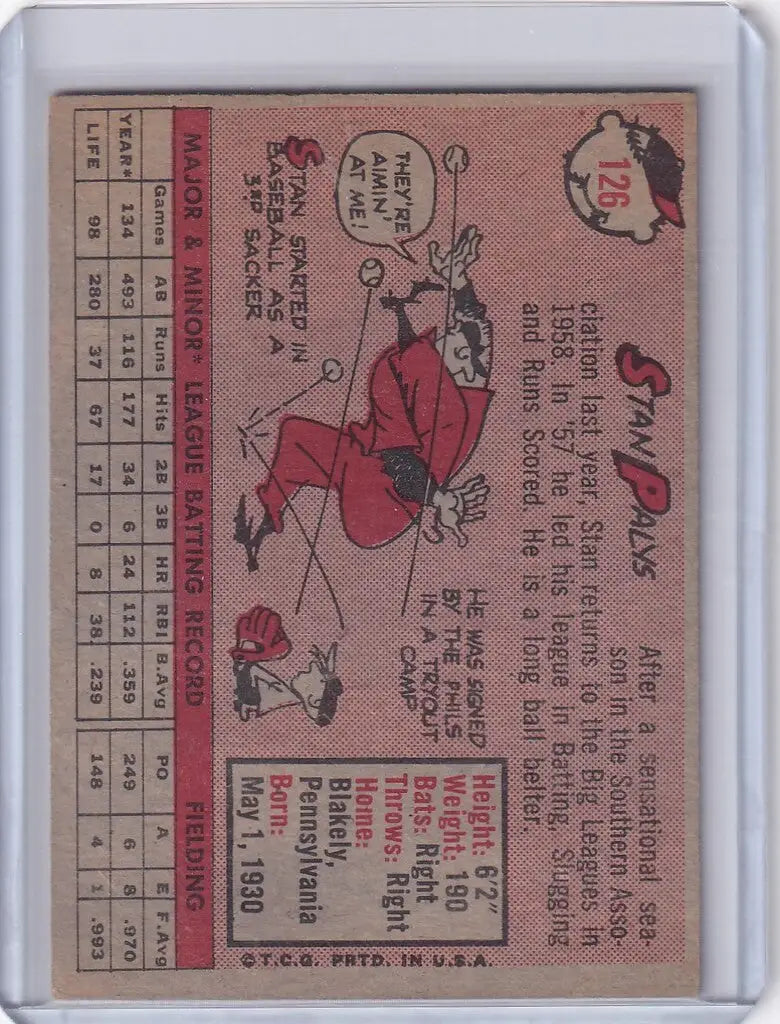 126
STAN PALYS
After a sensational sea-
son in the Southern Asso-
ciation last year, Stan returns to the Big Leagues in
1958. In '57 he led his league in Batting, Slugging
and Runs Scored. He is a long ball belter.
THEY'RE
AIMIN'
AT ME!
STAN STARTED IN
BASEBALL AS A
3RD SACKER
HE WAS SIGNED
BY THE PHILS
IN A TRYOUT
CAMP
Height: 6'2"
Weight: 190
Bats: Right
Throws: Right
Home:
Blakely,
Pennsylvania
Born:
May 1, 1930
©T.C.G. PRTD. IN U.S.A.
MAJOR & MINOR* LEAGUE BATTING RECORD FIELDING
Games AB Runs Hits 2B 3B HR RBI B.Avg PO A E F.Avg
YEAR* 134 493 116 177 34 6 24 112 .359 249 6 8 .970
LIFE 98 280 37 67 17 0 8 38 .239 148 4 1 .993